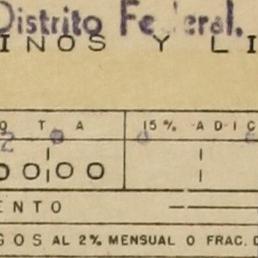 Distrito Federal.
INOS Y LI
O T A 15% ADIC
00 00
ENTO
GOS AL 2% MENSUAL O FRAC. D